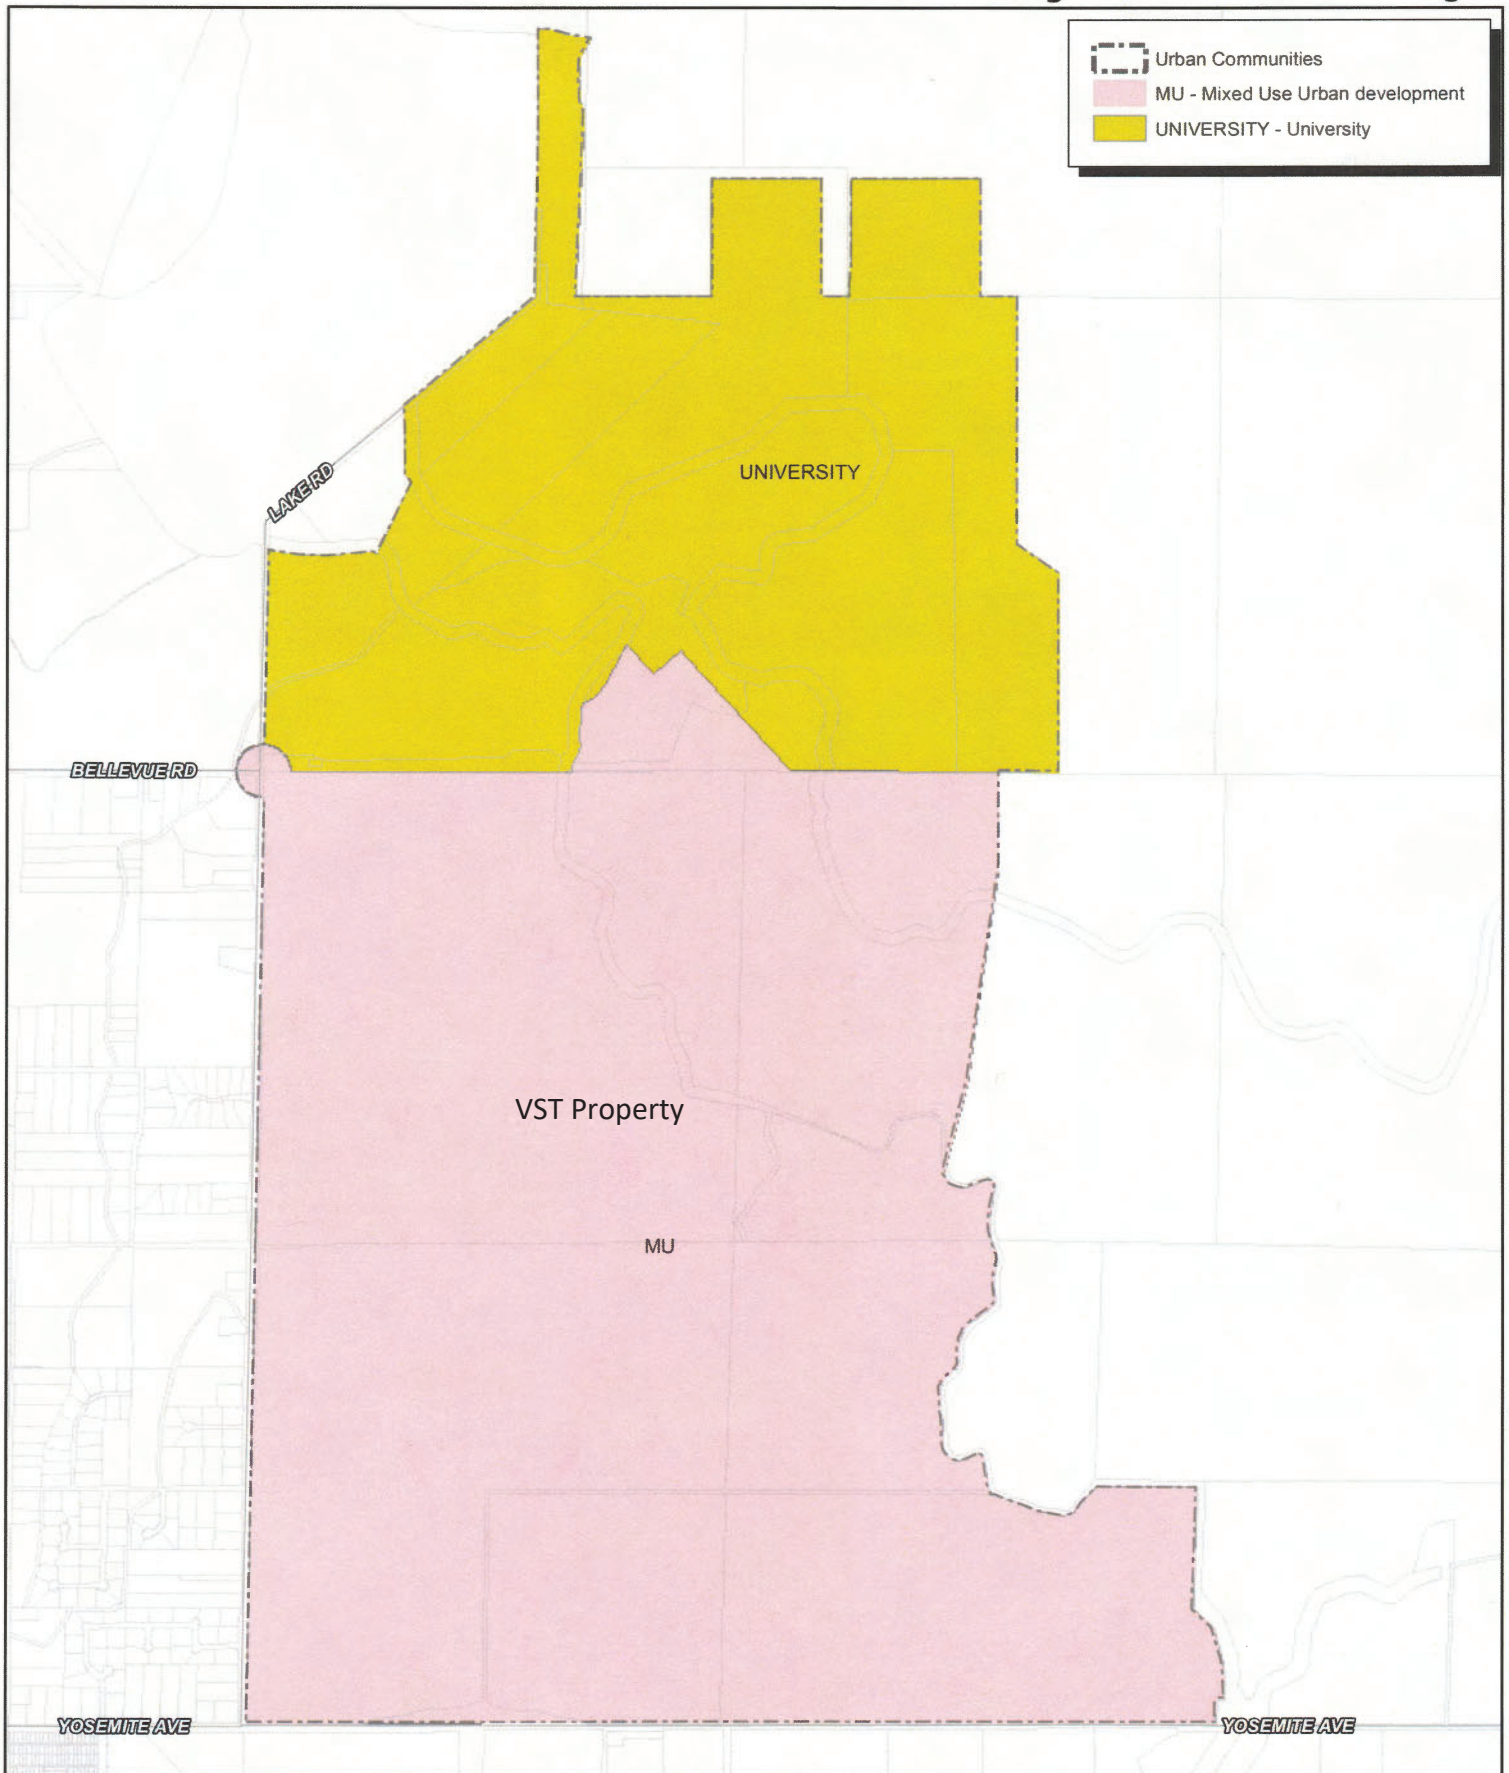 Urban Communities
MU - Mixed Use Urban development
UNIVERSITY - University
LAKE RD
UNIVERSITY
BELLEVUE RD
VST Property
MU
YOSEMITE AVE
YOSEMITE AVE